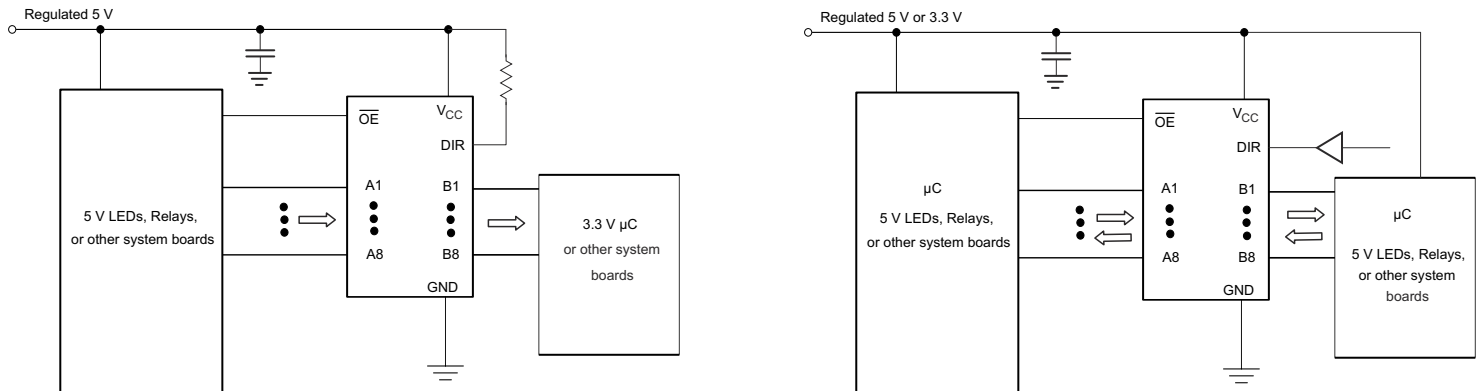 Regulated 5 V
V_CC
OE
DIR
A1
B1
5 V LEDs, Relays,
or other system boards
3.3 V µC
or other system
boards
A8
B8
GND
Regulated 5 V or 3.3 V
V_CC
OE
DIR
A1
B1
µC
5 V LEDs, Relays,
or other system boards
µC
5 V LEDs, Relays,
or other system
boards
A8
B8
GND